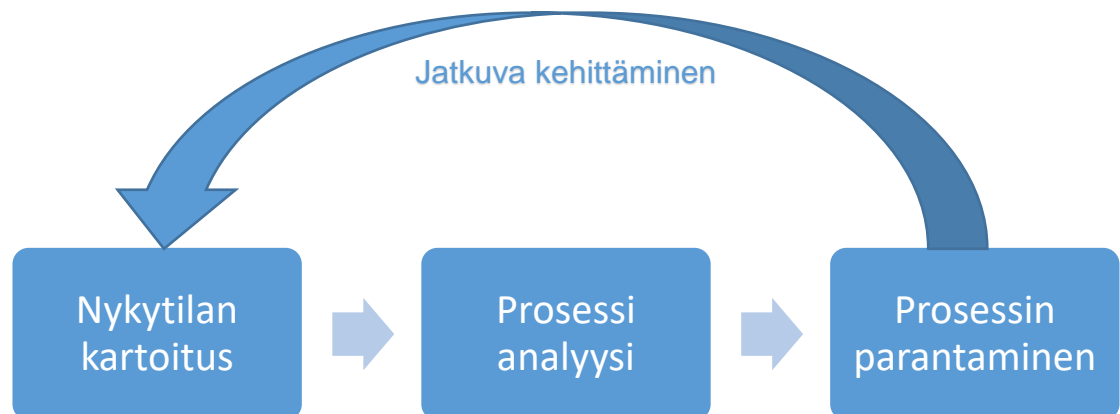 Jatkuva kehittäminen
Nykytilan
kartoitus
Prosessi
analyysi
Prosessin
parantaminen